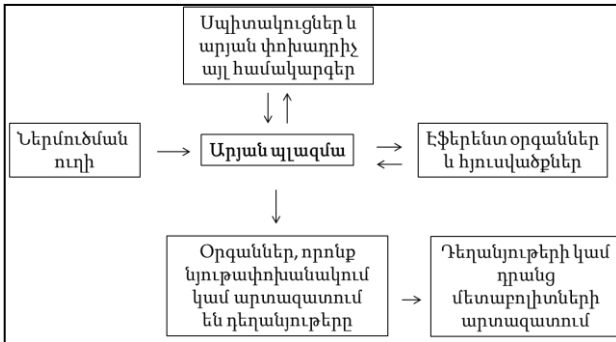 Սպիտակուցներ և
արյան փոխադրիչ
այլ համակարգեր
Ներմուծման
ուղի
Արյան պլազմա
Էֆերենտ օրգաններ
և հյուսվածքներ
Օրգաններ, որոնք
նյութափոխանակում
կամ արտազատում
են դեղանյութերը
Դեղանյութերի կամ
դրանց
մետաբոլիտների
արտազատում